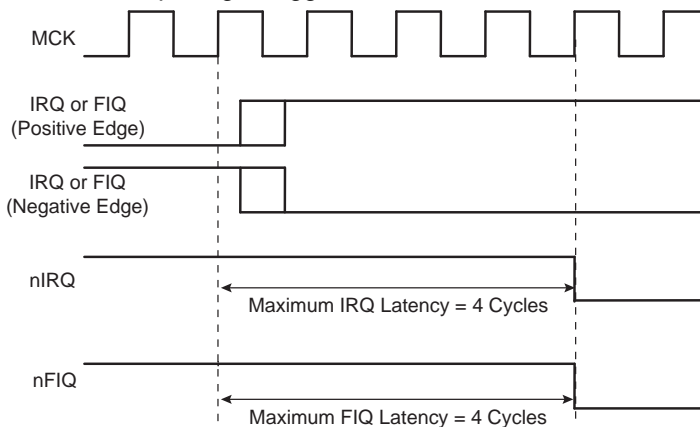 MCK
IRQ or FIQ
(Positive Edge)
IRQ or FIQ
(Negative Edge)
nIRQ
Maximum IRQ Latency = 4 Cycles
nFIQ
Maximum FIQ Latency = 4 Cycles